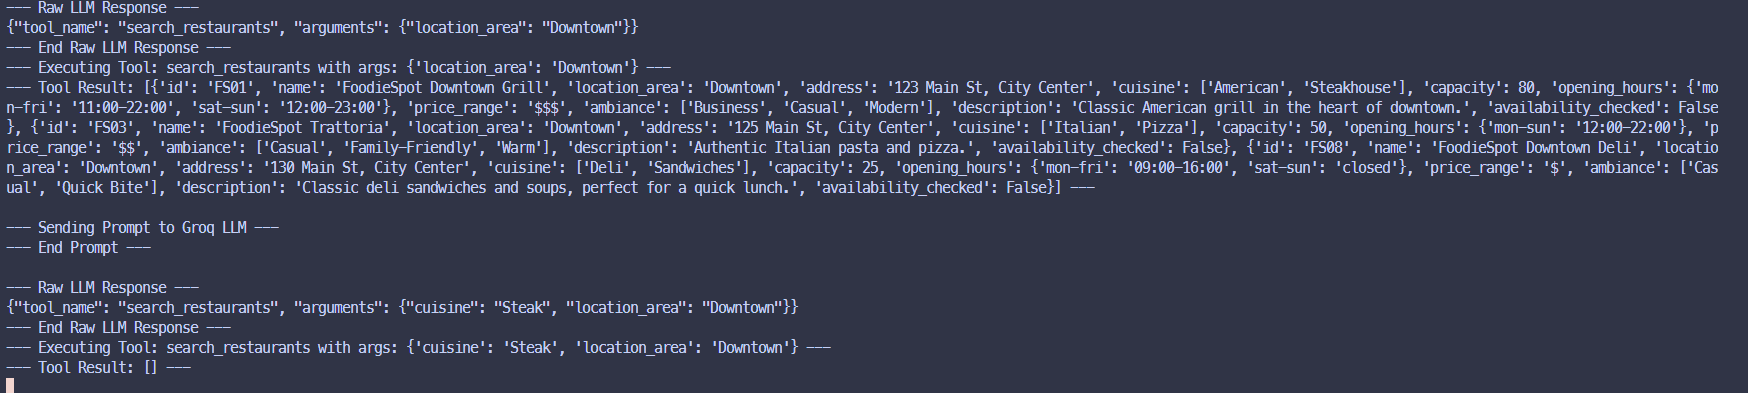 --- Raw LLM Response ---
{"tool_name": "search_restaurants", "arguments": {"location_area": "Downtown"}}
--- End Raw LLM Response ---
--- Executing Tool: search_restaurants with args: {'location_area': 'Downtown'} ---
--- Tool Result: [{'id': 'FS01', 'name': 'FoodieSpot Downtown Grill', 'location_area': 'Downtown', 'address': '123 Main St, City Center', 'cuisine': ['American', 'Steakhouse'], 'capacity': 80, 'opening_hours': {'mo
n-fri': '11:00-22:00', 'sat-sun': '12:00-23:00'}, 'price_range': '$$$', 'ambiance': ['Business', 'Casual', 'Modern'], 'description': 'Classic American grill in the heart of downtown.', 'availability_checked': False
}, {'id': 'FS03', 'name': 'FoodieSpot Trattoria', 'location_area': 'Downtown', 'address': '125 Main St, City Center', 'cuisine': ['Italian', 'Pizza'], 'capacity': 50, 'opening_hours': {'mon-sun': '12:00-22:00'}, 'p
rice_range': '$$', 'ambiance': ['Casual', 'Family-Friendly', 'Warm'], 'description': 'Authentic Italian pasta and pizza.', 'availability_checked': False}, {'id': 'FS08', 'name': 'FoodieSpot Downtown Deli', 'locatio
n_area': 'Downtown', 'address': '130 Main St, City Center', 'cuisine': ['Deli', 'Sandwiches'], 'capacity': 25, 'opening_hours': {'mon-fri': '09:00-16:00', 'sat-sun': 'closed'}, 'price_range': '$', 'ambiance': ['Cas
ual', 'Quick Bite'], 'description': 'Classic deli sandwiches and soups, perfect for a quick lunch.', 'availability_checked': False}] ---
--- Sending Prompt to Groq LLM ---
--- End Prompt ---
--- Raw LLM Response ---
{"tool_name": "search_restaurants", "arguments": {"cuisine": "Steak", "location_area": "Downtown"}}
--- End Raw LLM Response ---
--- Executing Tool: search_restaurants with args: {'cuisine': 'Steak', 'location_area': 'Downtown'} ---
--- Tool Result: [] ---